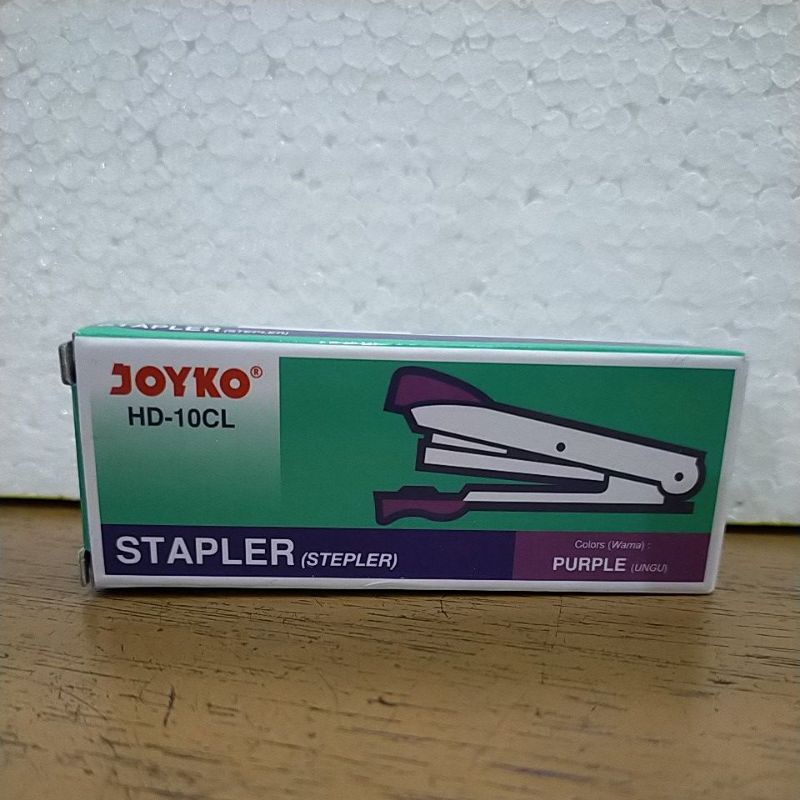 STAPLER (STEPLER)
JOYKO®
HD-10CL
STAPLER (STEPLER)
Colors (Warna) :
PURPLE (UNGU)